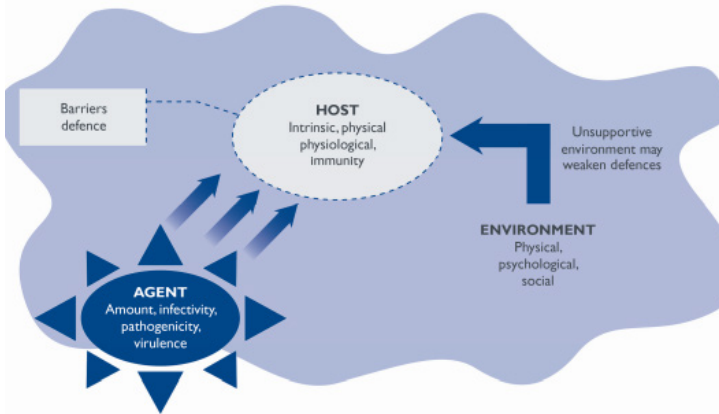 Barriers
defence
HOST
Intrinsic, physical
physiological,
immunity
Unsupportive
environment may
weaken defences
ENVIRONMENT
Physical,
psychological,
social
AGENT
Amount, infectivity,
pathogenicity,
virulence